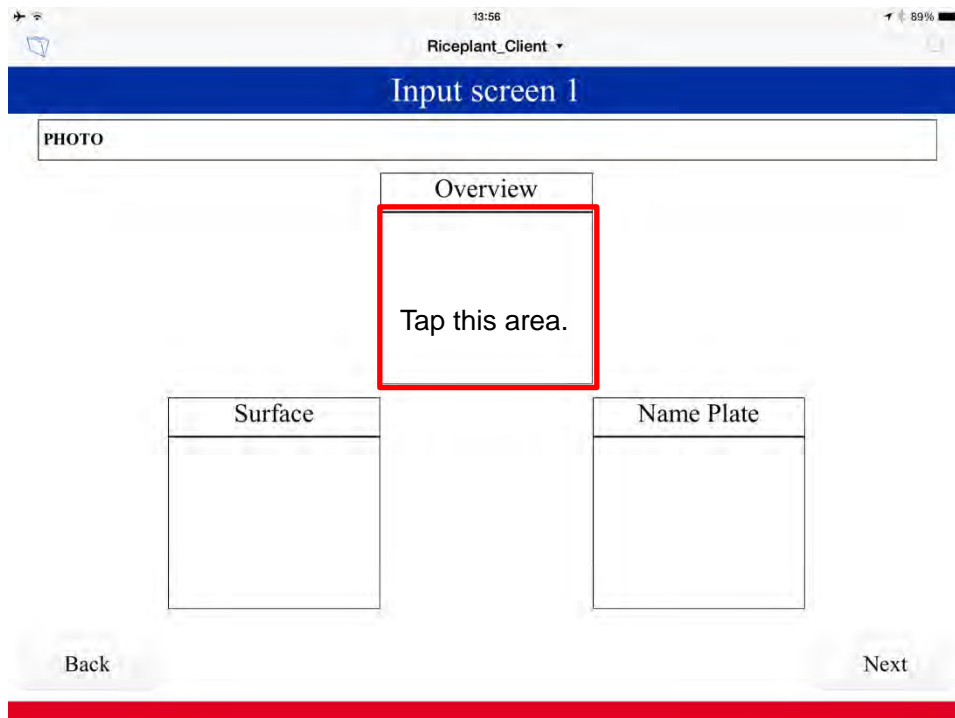 13:56
89%
Riceplant_Client ▾
Input screen 1
PHOTO
Overview
Tap this area.
Surface
Name Plate
Back
Next